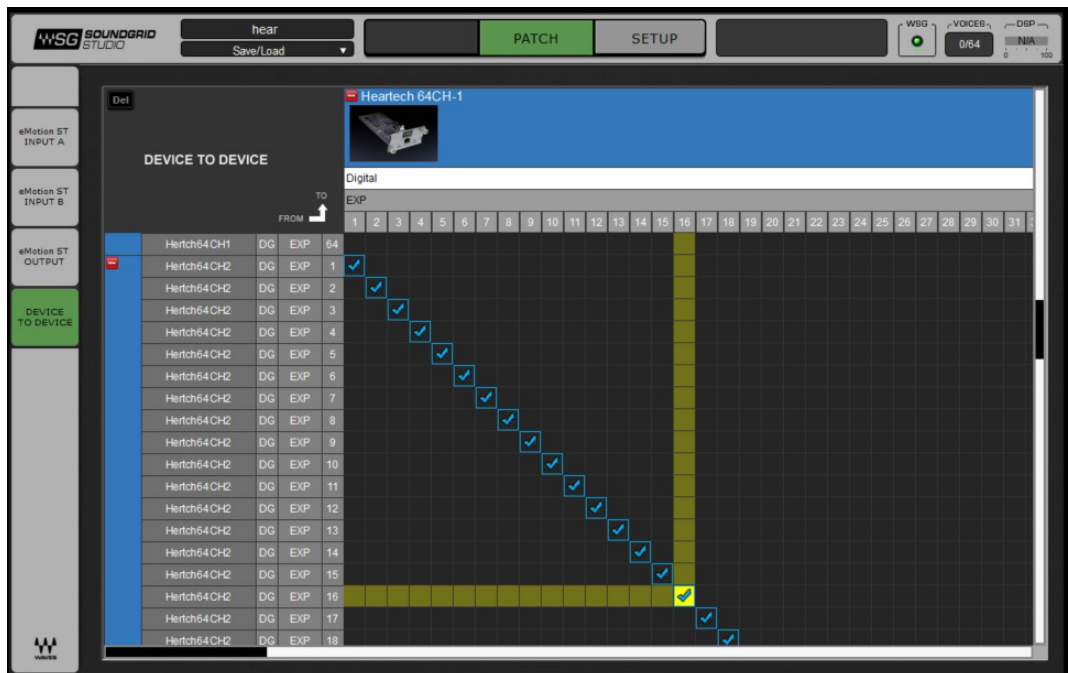 WSG SOUNDGRID STUDIO
hear
Save/Load
PATCH
SETUP
WSG
VOICES
0/64
DSP
N/A
0 100
eMotion ST INPUT A
eMotion ST INPUT B
eMotion ST OUTPUT
DEVICE TO DEVICE
WAVES
Del
DEVICE TO DEVICE
TO
FROM
Heartech 64CH-1
Digital
EXP
1 2 3 4 5 6 7 8 9 10 11 12 13 14 15 16 17 18 19 20 21 22 23 24 25 26 27 28 29 30 31
Hertch64CH1 DG EXP 64
Hertch64CH2 DG EXP 1
Hertch64CH2 DG EXP 2
Hertch64CH2 DG EXP 3
Hertch64CH2 DG EXP 4
Hertch64CH2 DG EXP 5
Hertch64CH2 DG EXP 6
Hertch64CH2 DG EXP 7
Hertch64CH2 DG EXP 8
Hertch64CH2 DG EXP 9
Hertch64CH2 DG EXP 10
Hertch64CH2 DG EXP 11
Hertch64CH2 DG EXP 12
Hertch64CH2 DG EXP 13
Hertch64CH2 DG EXP 14
Hertch64CH2 DG EXP 15
Hertch64CH2 DG EXP 16
Hertch64CH2 DG EXP 17
Hertch64CH2 DG EXP 18